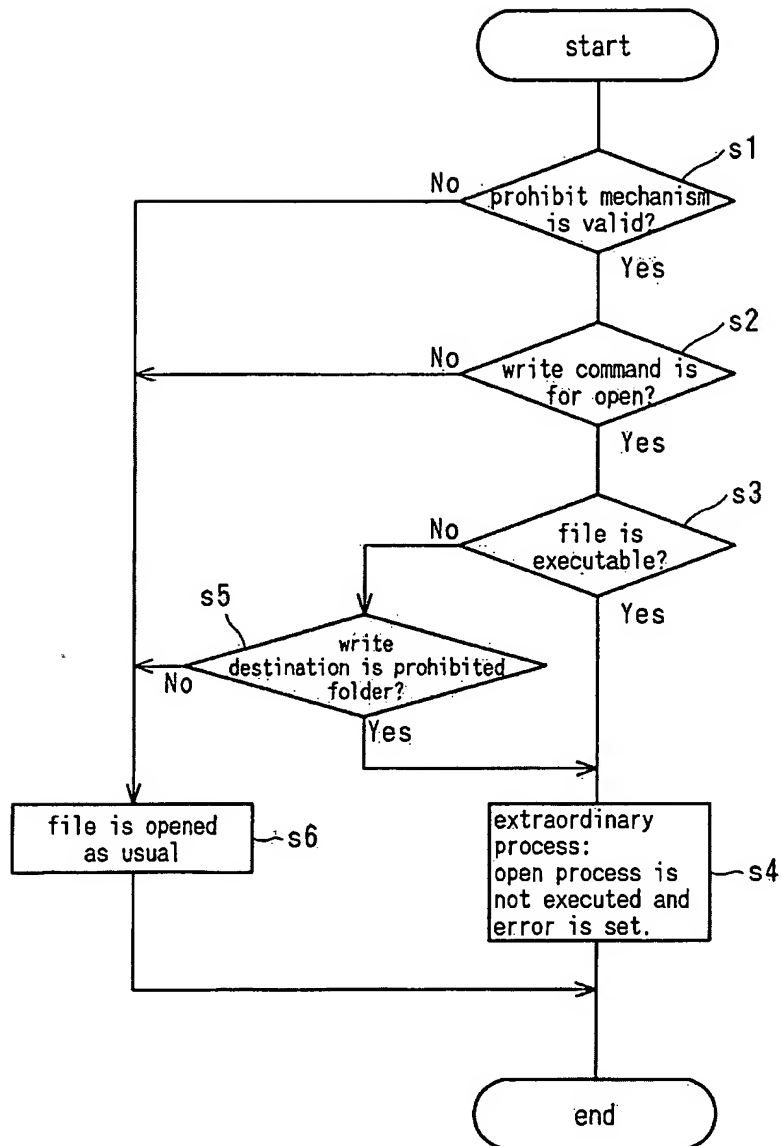 start
s1
No
prohibit mechanism
is valid?
Yes
s2
No
write command is
for open?
Yes
s3
No
file is
executable?
Yes
s5
write
destination is prohibited
folder?
No
Yes
file is opened
as usual
s6
extraordinary
process:
open process is
not executed and
error is set.
s4
end